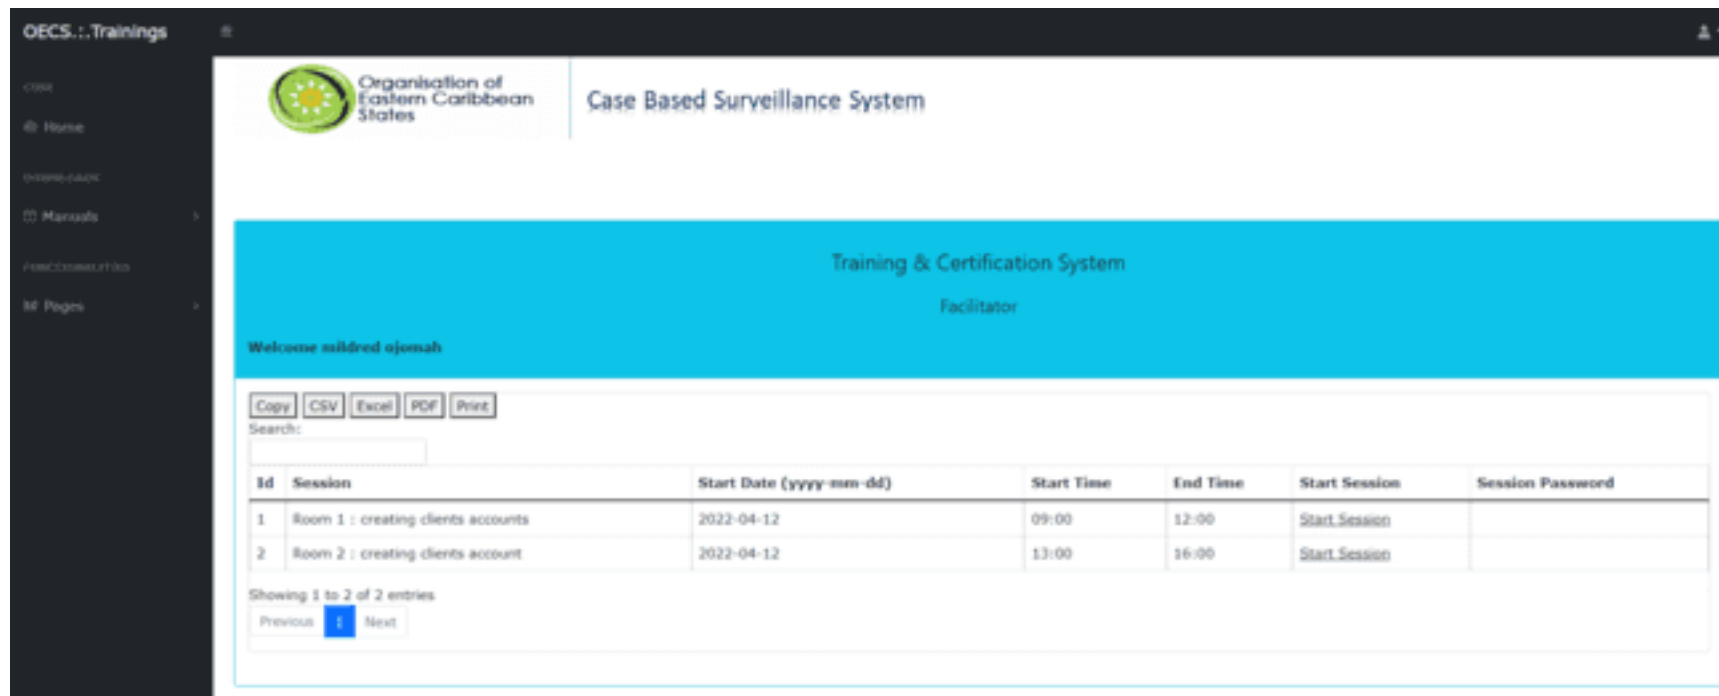 OECS.:.Trainings
CORE
Home
Manuals
Pages
Organisation of
Eastern Caribbean
States
Case Based Surveillance System
Training & Certification System
Facilitator
Welcome mildred ojomah
Copy CSV Excel PDF Print
Search:
Id Session Start Date (yyyy-mm-dd) Start Time End Time Start Session Session Password
1 Room 1 : creating clients accounts 2022-04-12 09:00 12:00 Start Session
2 Room 2 : creating clients account 2022-04-12 13:00 16:00 Start Session
Showing 1 to 2 of 2 entries
Previous 1 Next